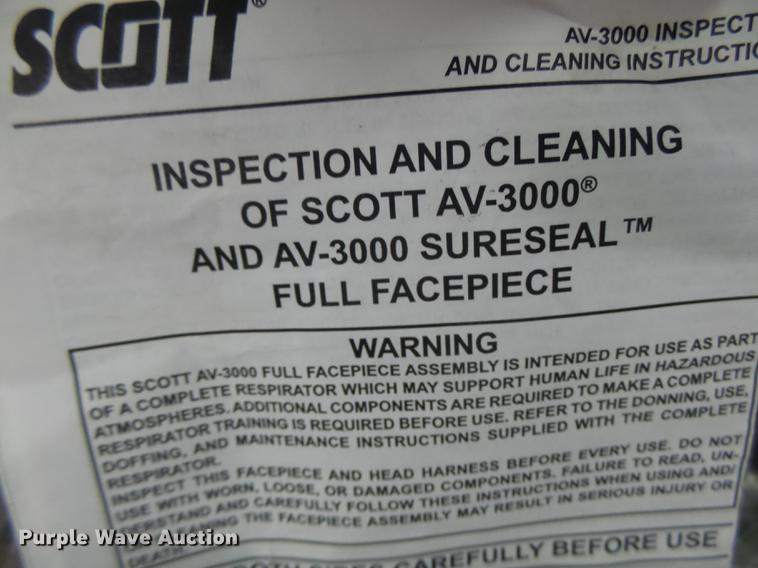 SCOTT®
AV-3000 INSPECT
AND CLEANING INSTRUCTIO
INSPECTION AND CLEANING
OF SCOTT AV-3000®
AND AV-3000 SURESEAL™
FULL FACEPIECE
WARNING
THIS SCOTT AV-3000 FULL FACEPIECE ASSEMBLY IS INTENDED FOR USE AS PART
OF A COMPLETE RESPIRATOR WHICH MAY SUPPORT HUMAN LIFE IN HAZARDOUS
ATMOSPHERES. ADDITIONAL COMPONENTS ARE REQUIRED TO MAKE A COMPLETE
RESPIRATOR TRAINING IS REQUIRED BEFORE USE. REFER TO THE DONNING, USE,
DOFFING, AND MAINTENANCE INSTRUCTIONS SUPPLIED WITH THE COMPLETE
RESPIRATOR.
INSPECT THIS FACEPIECE AND HEAD HARNESS BEFORE EVERY USE. DO NOT
USE WITH WORN, LOOSE, OR DAMAGED COMPONENTS. FAILURE TO READ, UN-
DERSTAND AND CAREFULLY FOLLOW THESE INSTRUCTIONS WHEN USING AND/
THE FACEPIECE ASSEMBLY MAY RESULT IN SERIOUS INJURY OR
DEATH
SIDES CAREFULLY BEFORE USE
Purple Wave Auction